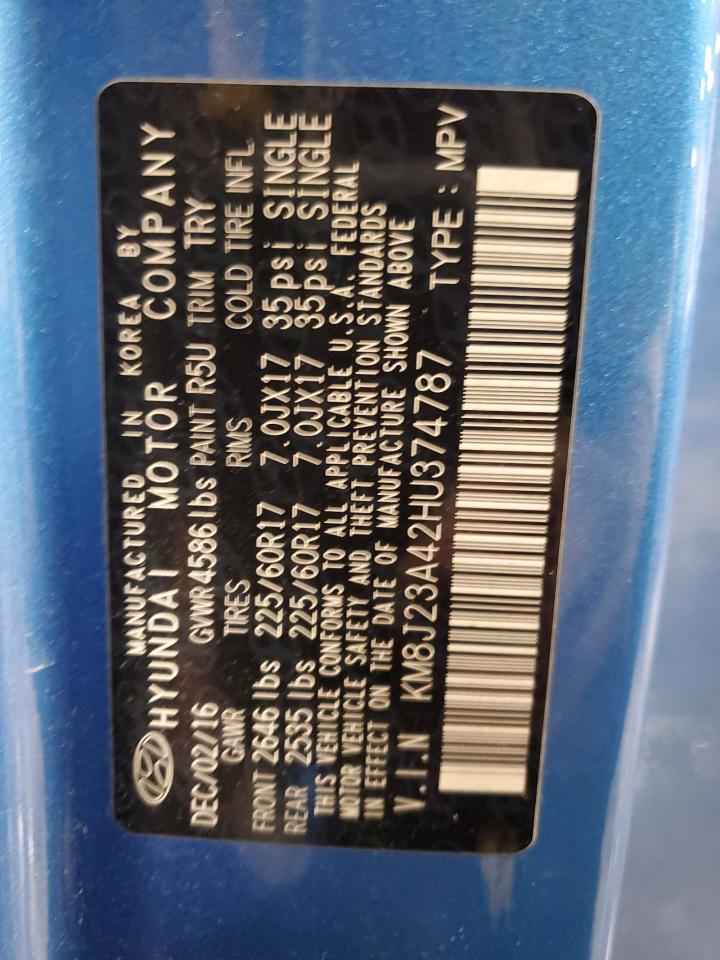 MANUFACTURED IN KOREA BY
HYUNDAI MOTOR COMPANY
DEC/02/16 GVWR 4586 lbs PAINT R5U TRIM TRY
GAWR TIRES RMS COLD TIRE INFL.
FRONT 2646 lbs 225/60R17 7.0JX17 35psi SINGLE
REAR 2535 lbs 225/60R17 7.0JX17 35psi SINGLE
THIS VEHICLE CONFORMS TO ALL APPLICABLE U.S.A. FEDERAL
MOTOR VEHICLE SAFETY AND THEFT PREVENTION STANDARDS
IN EFFECT ON THE DATE OF MANUFACTURE SHOWN ABOVE
V.I.N KM8J23A42HU374787 TYPE : MPV